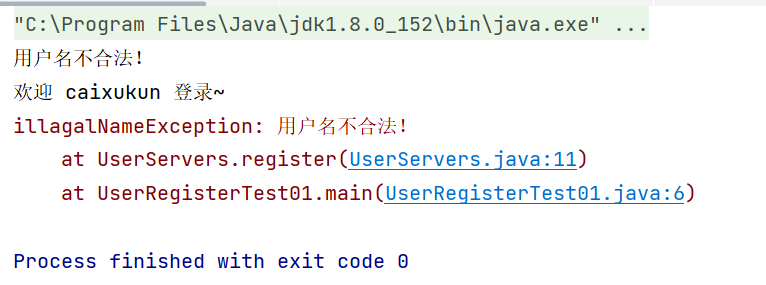 "C:\Program Files\Java\jdk1.8.0_152\bin\java.exe" ...
用户名不合法！
欢迎 caixukun 登录~
illagalNameException: 用户名不合法！
at UserServers.register(UserServers.java:11)
at UserRegisterTest01.main(UserRegisterTest01.java:6)
Process finished with exit code 0